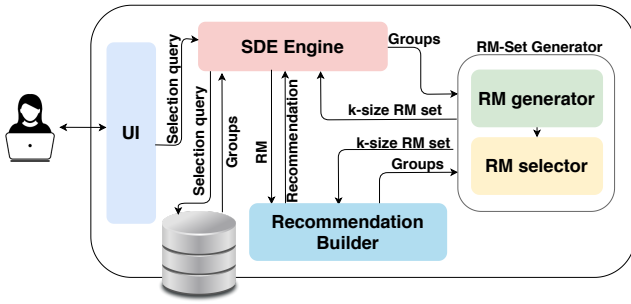 SDE Engine
Groups
RM-Set Generator
Selection query
UI
k-size RM set
RM generator
Selection query
Groups
RM
Recommendation
k-size RM set
Groups
RM selector
Recommendation
Builder